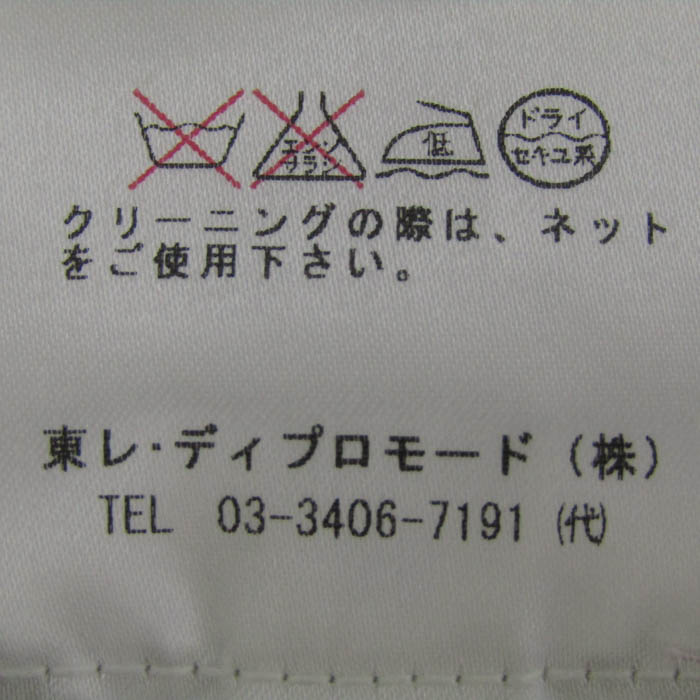 エンソ
サラシ
低
ドライ
セキユ系
クリーニングの際は、ネット
をご使用下さい。
東レ・ディプロモード（株）
TEL 03-3406-7191 (代)